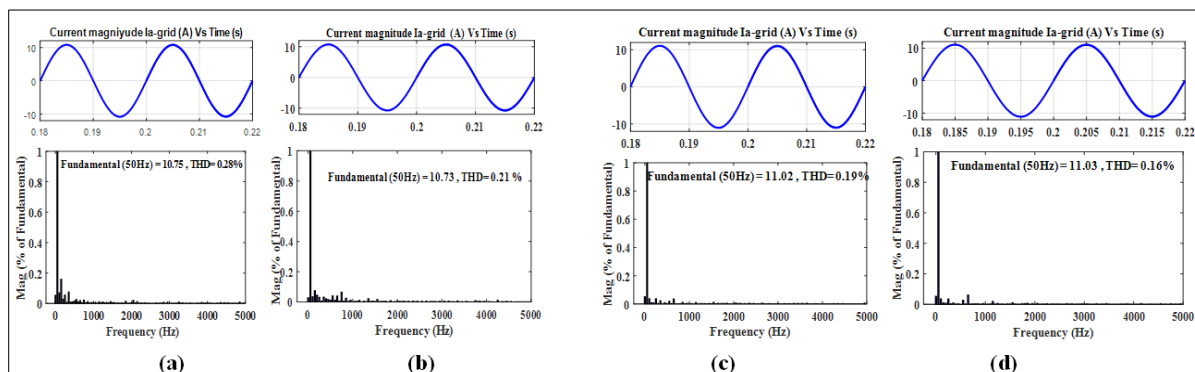 Current magniyude Ia-grid (A) Vs Time (s)
10
0
-10
0.18 0.19 0.2 0.21 0.22
Fundamental (50Hz) = 10.75 , THD= 0.28%
1
0.8
0.6
0.4
0.2
0
Mag (% of Fundamental)
0 1000 2000 3000 4000 5000
Frequency (Hz)
(a)
Current magnitude Ia-grid (A) Vs Time (s)
10
0
-10
0.18 0.19 0.2 0.21 0.22
Fundamental (50Hz) = 10.73 , THD=0.21 %
1
0.8
0.6
0.4
0.2
0
Mag (% of Fundamental)
0 1000 2000 3000 4000 5000
Frequency (Hz)
(b)
Current magnitude Ia-grid (A) Vs Time (s)
10
0
-10
0.18 0.19 0.2 0.21 0.22
Fundamental (50Hz) = 11.02 , THD=0.19%
1
0.8
0.6
0.4
0.2
0
Mag (% of Fundamental)
0 1000 2000 3000 4000 5000
Frequency (Hz)
(c)
Current magnitude Ia-grid (A) Vs Time (s)
10
0
-10
0.18 0.185 0.19 0.195 0.2 0.205 0.21 0.215 0.22
Fundamental (50Hz) = 11.03 , THD=0.16%
1
0.8
0.6
0.4
0.2
0
Mag (% of Fundamental)
0 1000 2000 3000 4000 5000
Frequency (Hz)
(d)